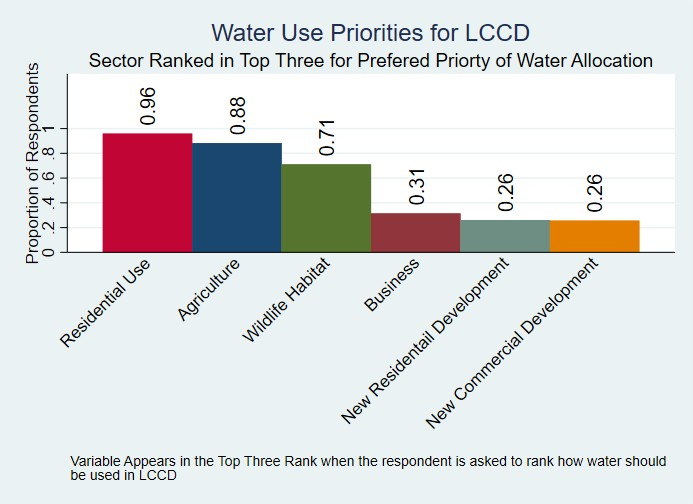 Water Use Priorities for LCCD
Sector Ranked in Top Three for Prefered Priorty of Water Allocation
Proportion of Respondents
1
.8
.6
.4
.2
0
0.96
0.88
0.71
0.31
0.26
0.26
Residential Use
Agriculture
Wildlife Habitat
Business
New Residentail Development
New Commercial Development
Variable Appears in the Top Three Rank when the respondent is asked to rank how water should
be used in LCCD